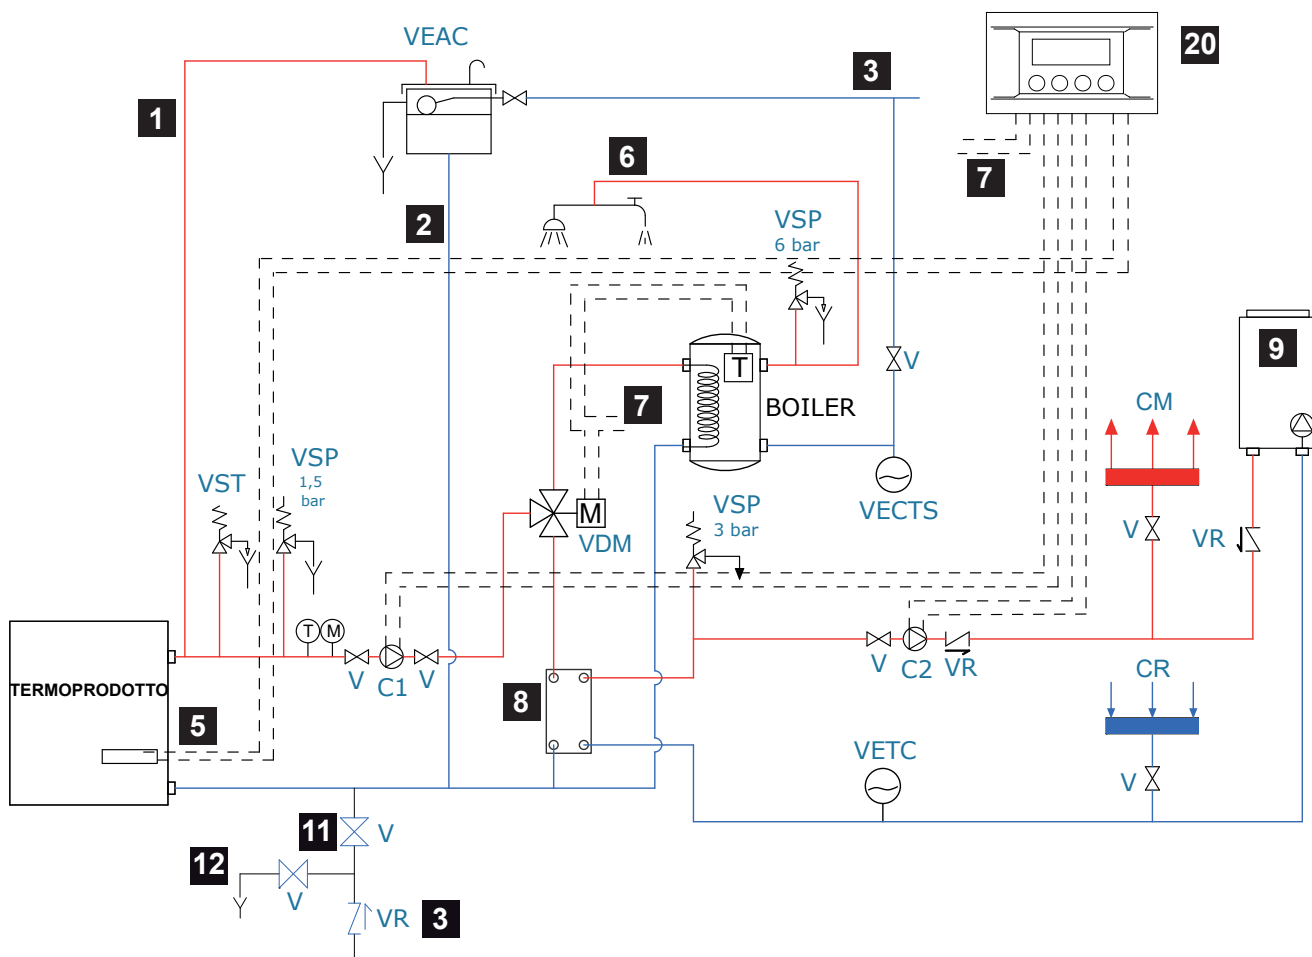 VEAC
20
3
1
6
7
2
VSP
6 bar
9
V
T
7
BOILER
CM
VSP
1,5
bar
VST
VECTS
VSP
3 bar
M
VDM
V
VR
T M
V
C1
V
V
C2
VR
TERMOPRODOTTO
8
CR
5
VETC
V
11
V
12
V
VR
3